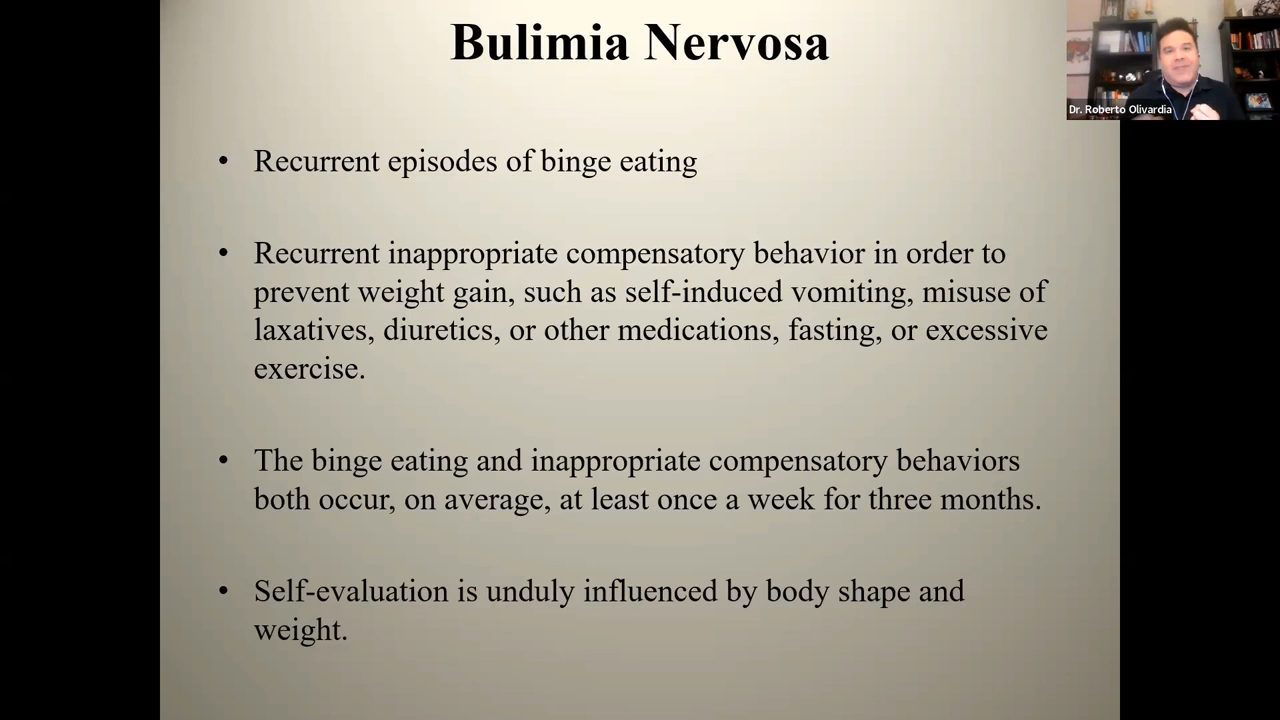 Bulimia Nervosa
Dr. Roberto Olivardia
• Recurrent episodes of binge eating
• Recurrent inappropriate compensatory behavior in order to
prevent weight gain, such as self-induced vomiting, misuse of
laxatives, diuretics, or other medications, fasting, or excessive
exercise.
• The binge eating and inappropriate compensatory behaviors
both occur, on average, at least once a week for three months.
• Self-evaluation is unduly influenced by body shape and
weight.